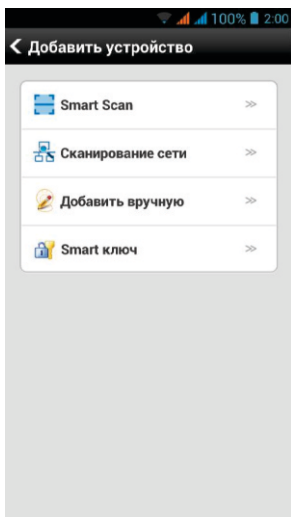 100% 2:00
Добавить устройство
Smart Scan
Сканирование сети
Добавить вручную
Smart ключ